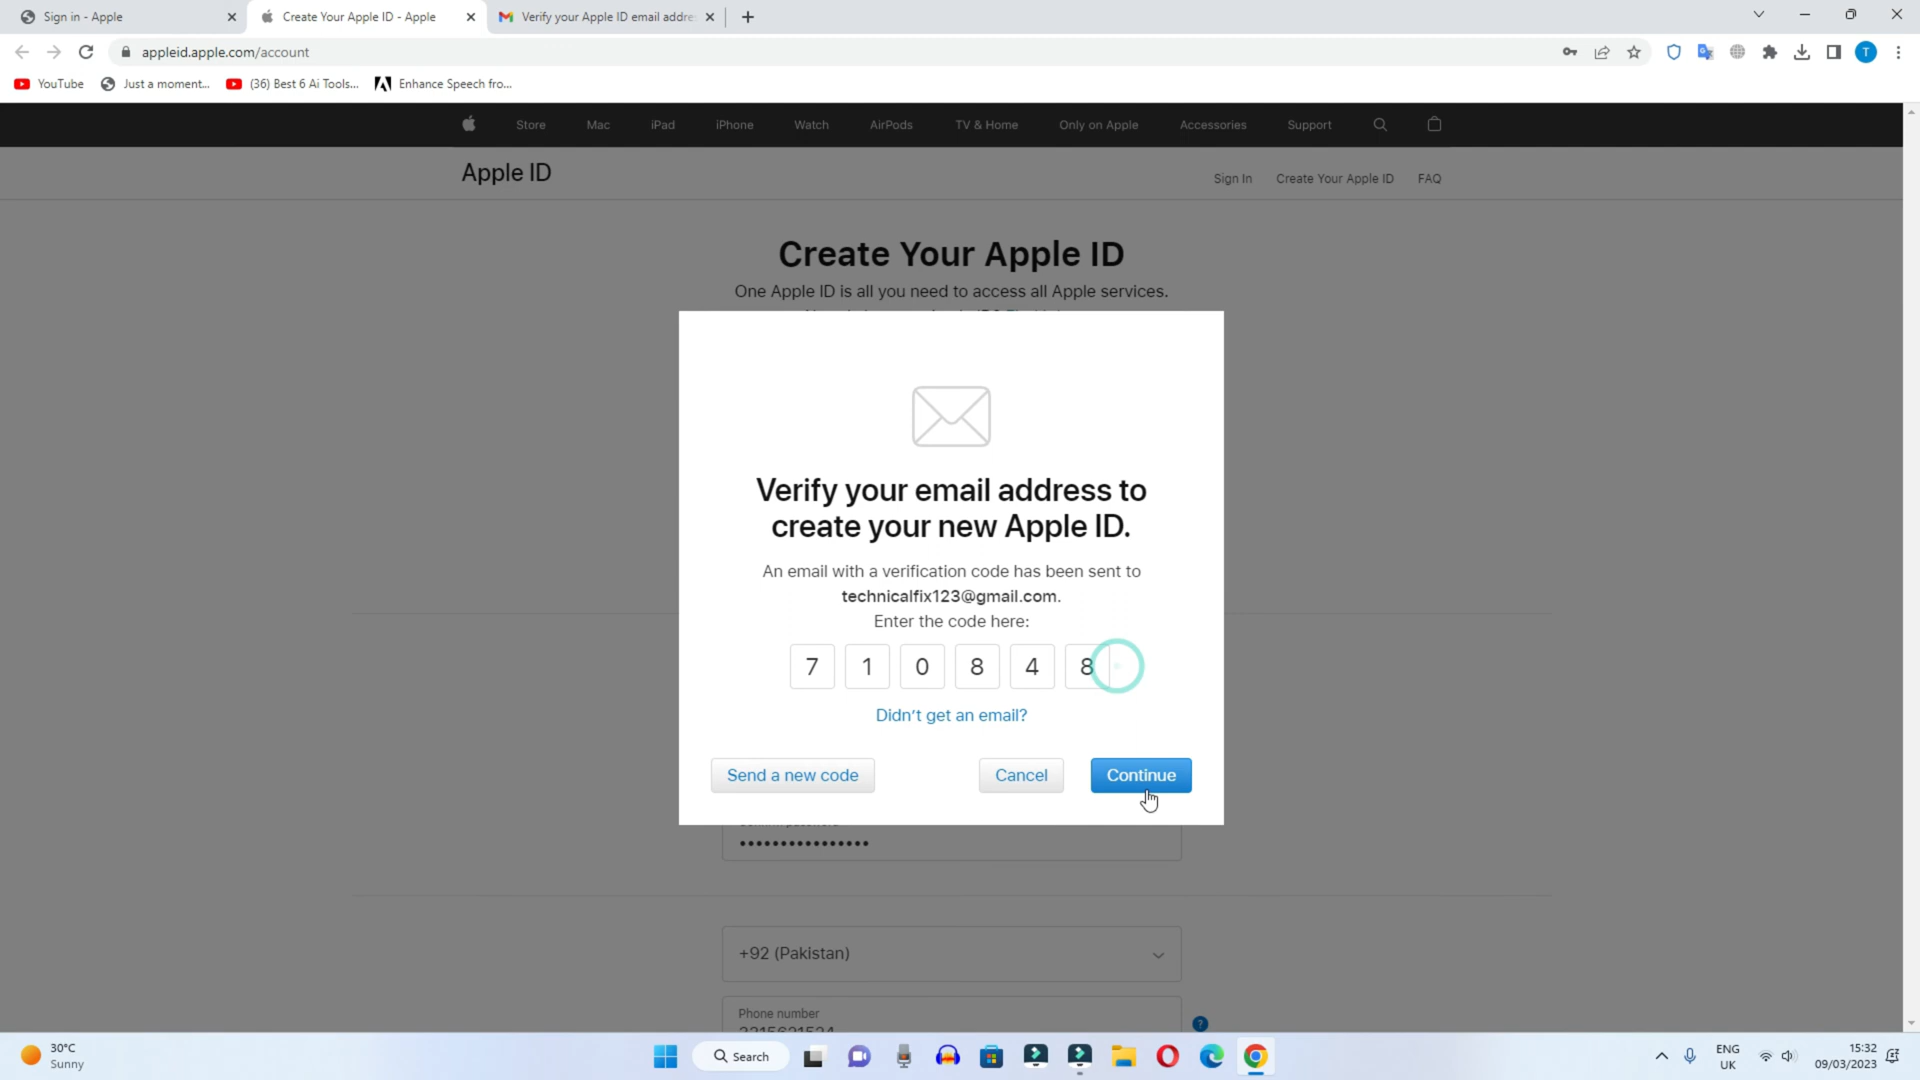 Sign in - Apple
Create Your Apple ID - Apple
Verify your Apple ID email addre
appleid.apple.com/account
T
YouTube
Just a moment...
(36) Best 6 Ai Tools...
Enhance Speech fro...
Store
Mac
iPad
iPhone
Watch
AirPods
TV & Home
Only on Apple
Accessories
Support
Apple ID
Sign In
Create Your Apple ID
FAQ
Create Your Apple ID
One Apple ID is all you need to access all Apple services.
Verify your email address to
create your new Apple ID.
An email with a verification code has been sent to
technicalfix123@gmail.com.
Enter the code here:
7 1 0 8 4 8
Didn't get an email?
Send a new code
Cancel
Continue
••••••••••••••••
+92 (Pakistan)
Phone number
?
30°C
Sunny
Search
ENG
UK
15:32
09/03/2023